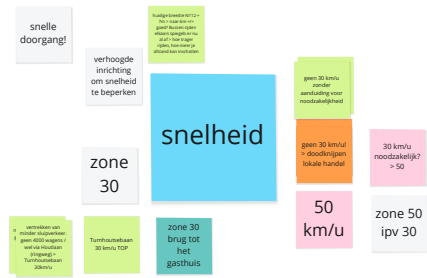 snelle
doorgang!
verhoogde
inrichting
om snelheid
te beperken
snelheid
geen 30 km/u
zonder
aanduiding voor
noodzakelijkheid
geen 30 km/u!
> doodknijpen
lokale handel
30 km/u
noodzakelijk?
> 50
zone
30
50
km/u
zone 50
ipv 30
vertrekken van
minder sluipverkeer.
geen 4000 wagens /
wel via Houtlaan
(ringweg) >
Turnhoutsebaan
30km/u
Turnhoutsebaan
30 km/u TOP
zone 30
brug tot
het
gasthuis